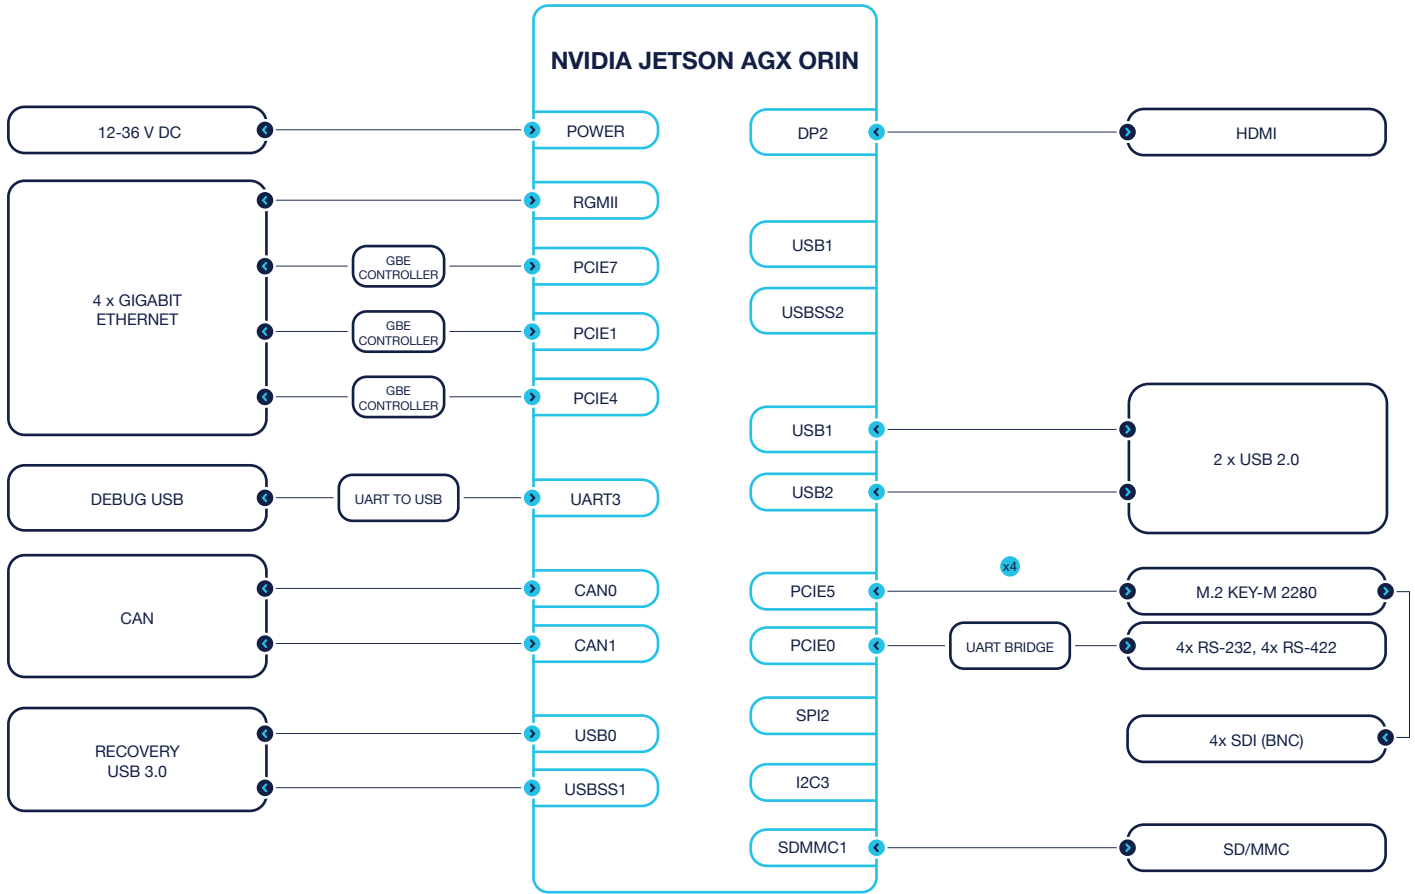 NVIDIA JETSON AGX ORIN
12-36 V DC
POWER
DP2
HDMI
RGMII
4 x GIGABIT
ETHERNET
GBE
CONTROLLER
PCIE7
GBE
CONTROLLER
PCIE1
GBE
CONTROLLER
PCIE4
USB1
USBSS2
USB1
USB2
2 x USB 2.0
DEBUG USB
UART TO USB
UART3
CAN
CAN0
CAN1
PCIE5
x4
M.2 KEY-M 2280
PCIE0
UART BRIDGE
4x RS-232, 4x RS-422
RECOVERY
USB 3.0
USB0
USBSS1
SPI2
4x SDI (BNC)
I2C3
SDMMC1
SD/MMC